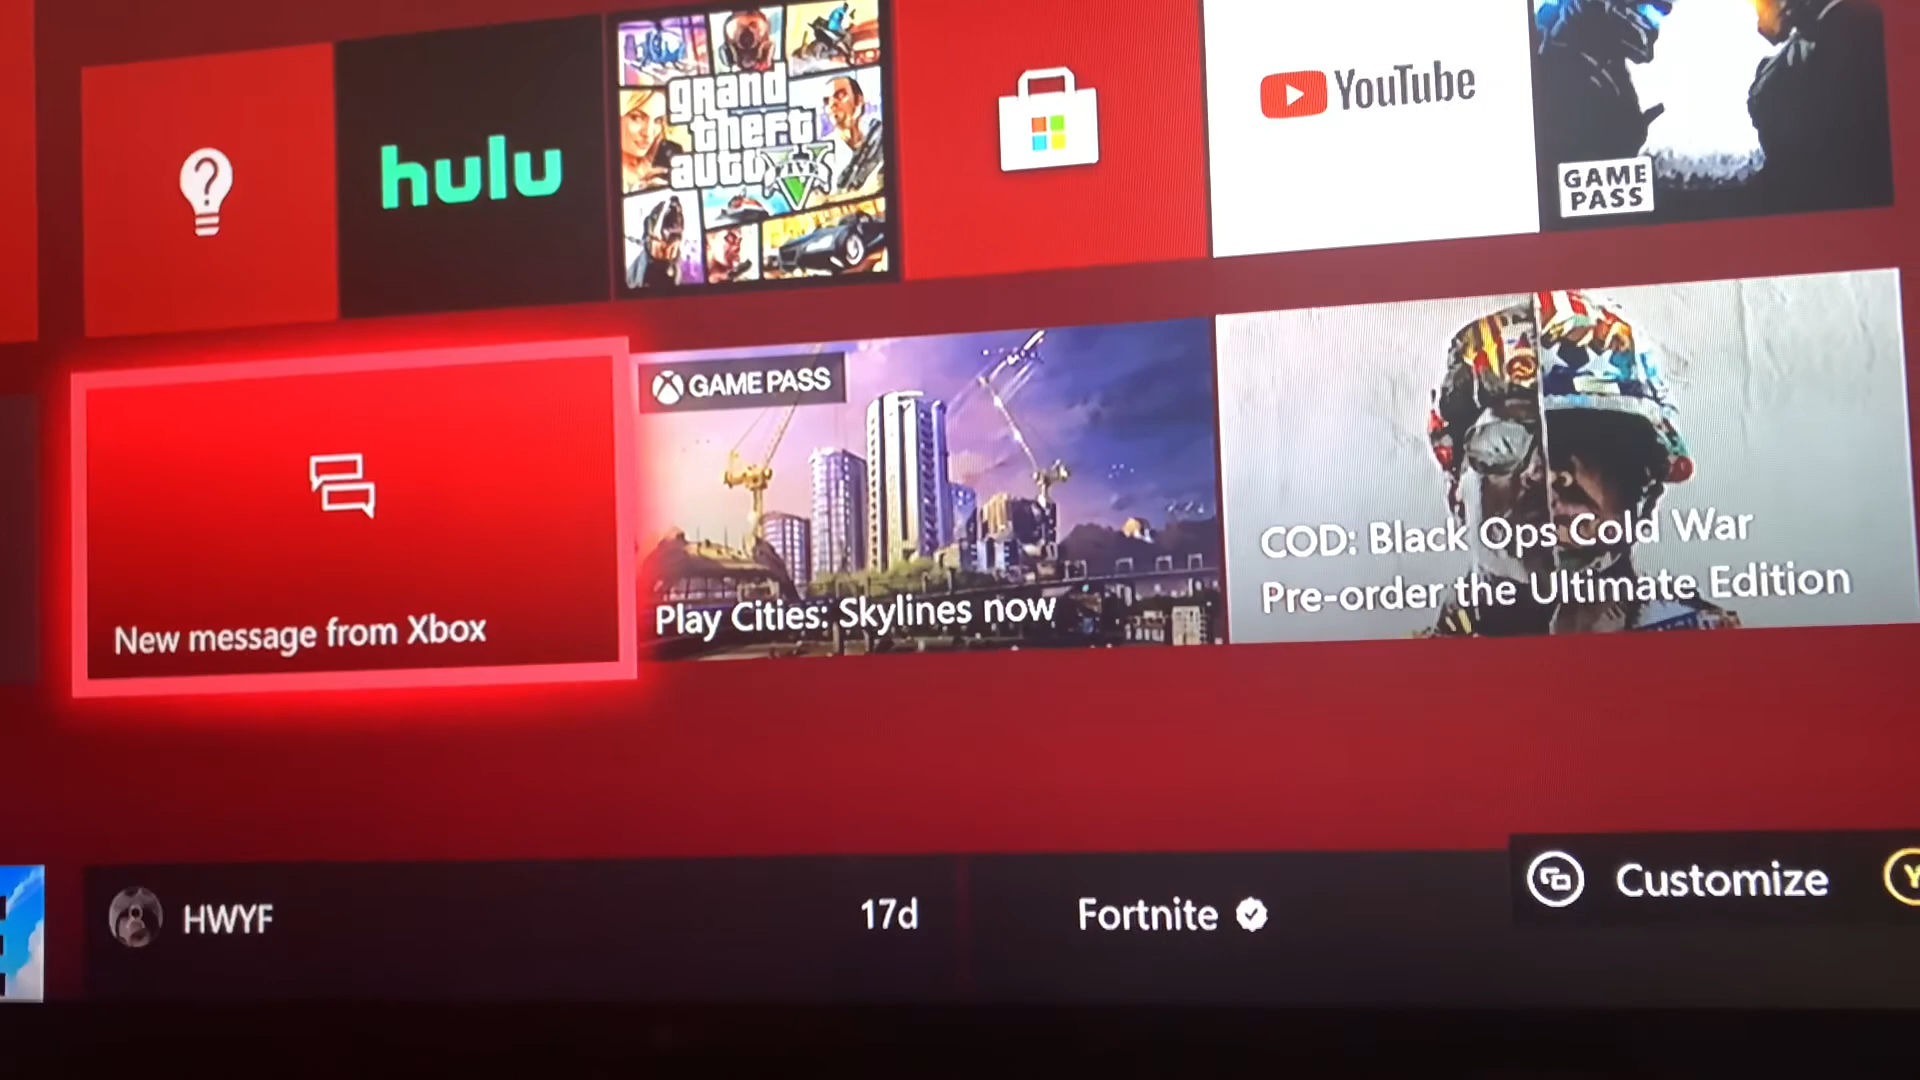 hulu
grand
theft
auto
V
YouTube
GAME
PASS
GAME PASS
New message from Xbox
Play Cities: Skylines now
COD: Black Ops Cold War
Pre-order the Ultimate Edition
HWYF
17d
Fortnite
Customize
Y